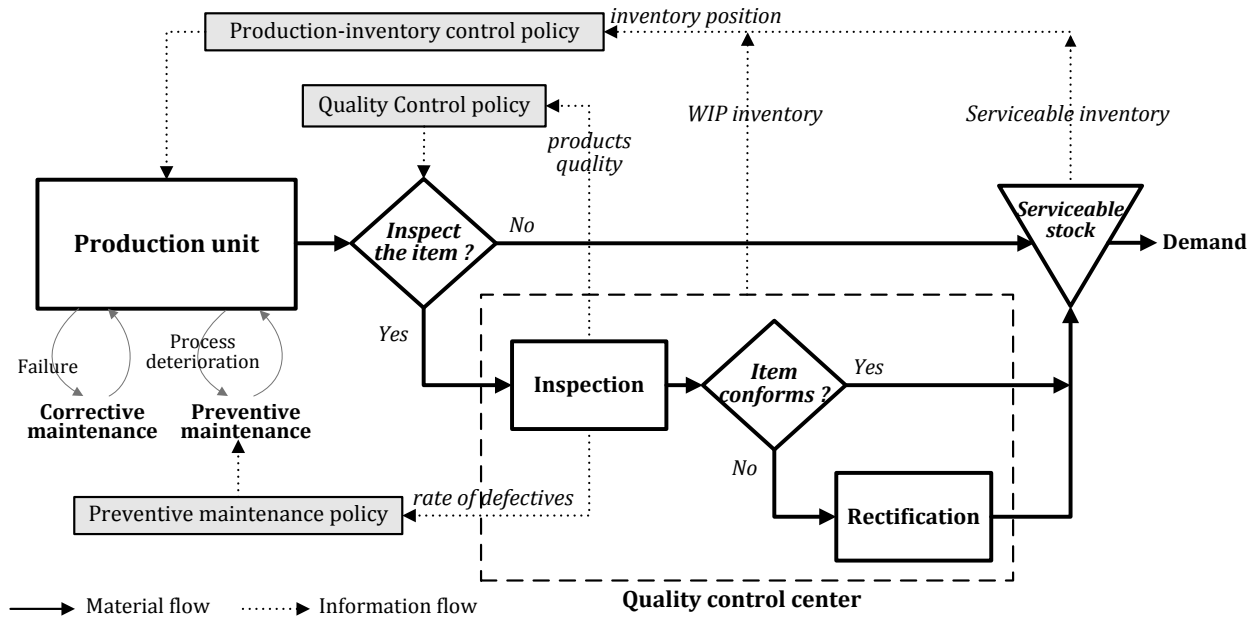 Production-inventory control policy
inventory position
Quality Control policy
products
quality
WIP inventory
Serviceable inventory
Production unit
Inspect
the item ?
No
Serviceable
stock
Demand
Yes
Failure
Process
deterioration
Corrective
maintenance
Preventive
maintenance
Inspection
Item
conforms ?
Yes
No
Rectification
rate of defectives
Preventive maintenance policy
Quality control center
Material flow
Information flow